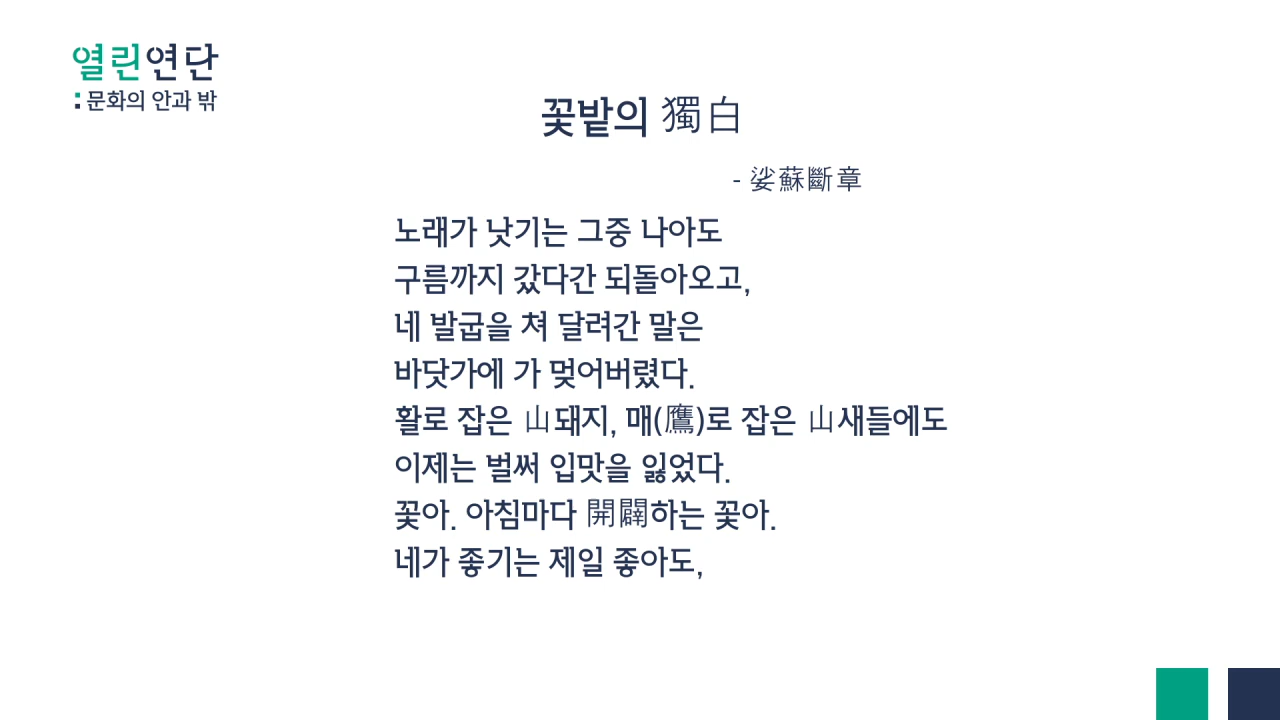 열린연단
: 문화의 안과 밖
꽃밭의 獨白
- 娑蘇斷章
노래가 낫기는 그중 나아도
구름까지 갔다간 되돌아오고,
네 발굽을 쳐 달려간 말은
바닷가에 가 멎어버렸다.
활로 잡은 山돼지, 매(鷹)로 잡은 山새들에도
이제는 벌써 입맛을 잃었다.
꽃아. 아침마다 開闢하는 꽃아.
네가 좋기는 제일 좋아도,